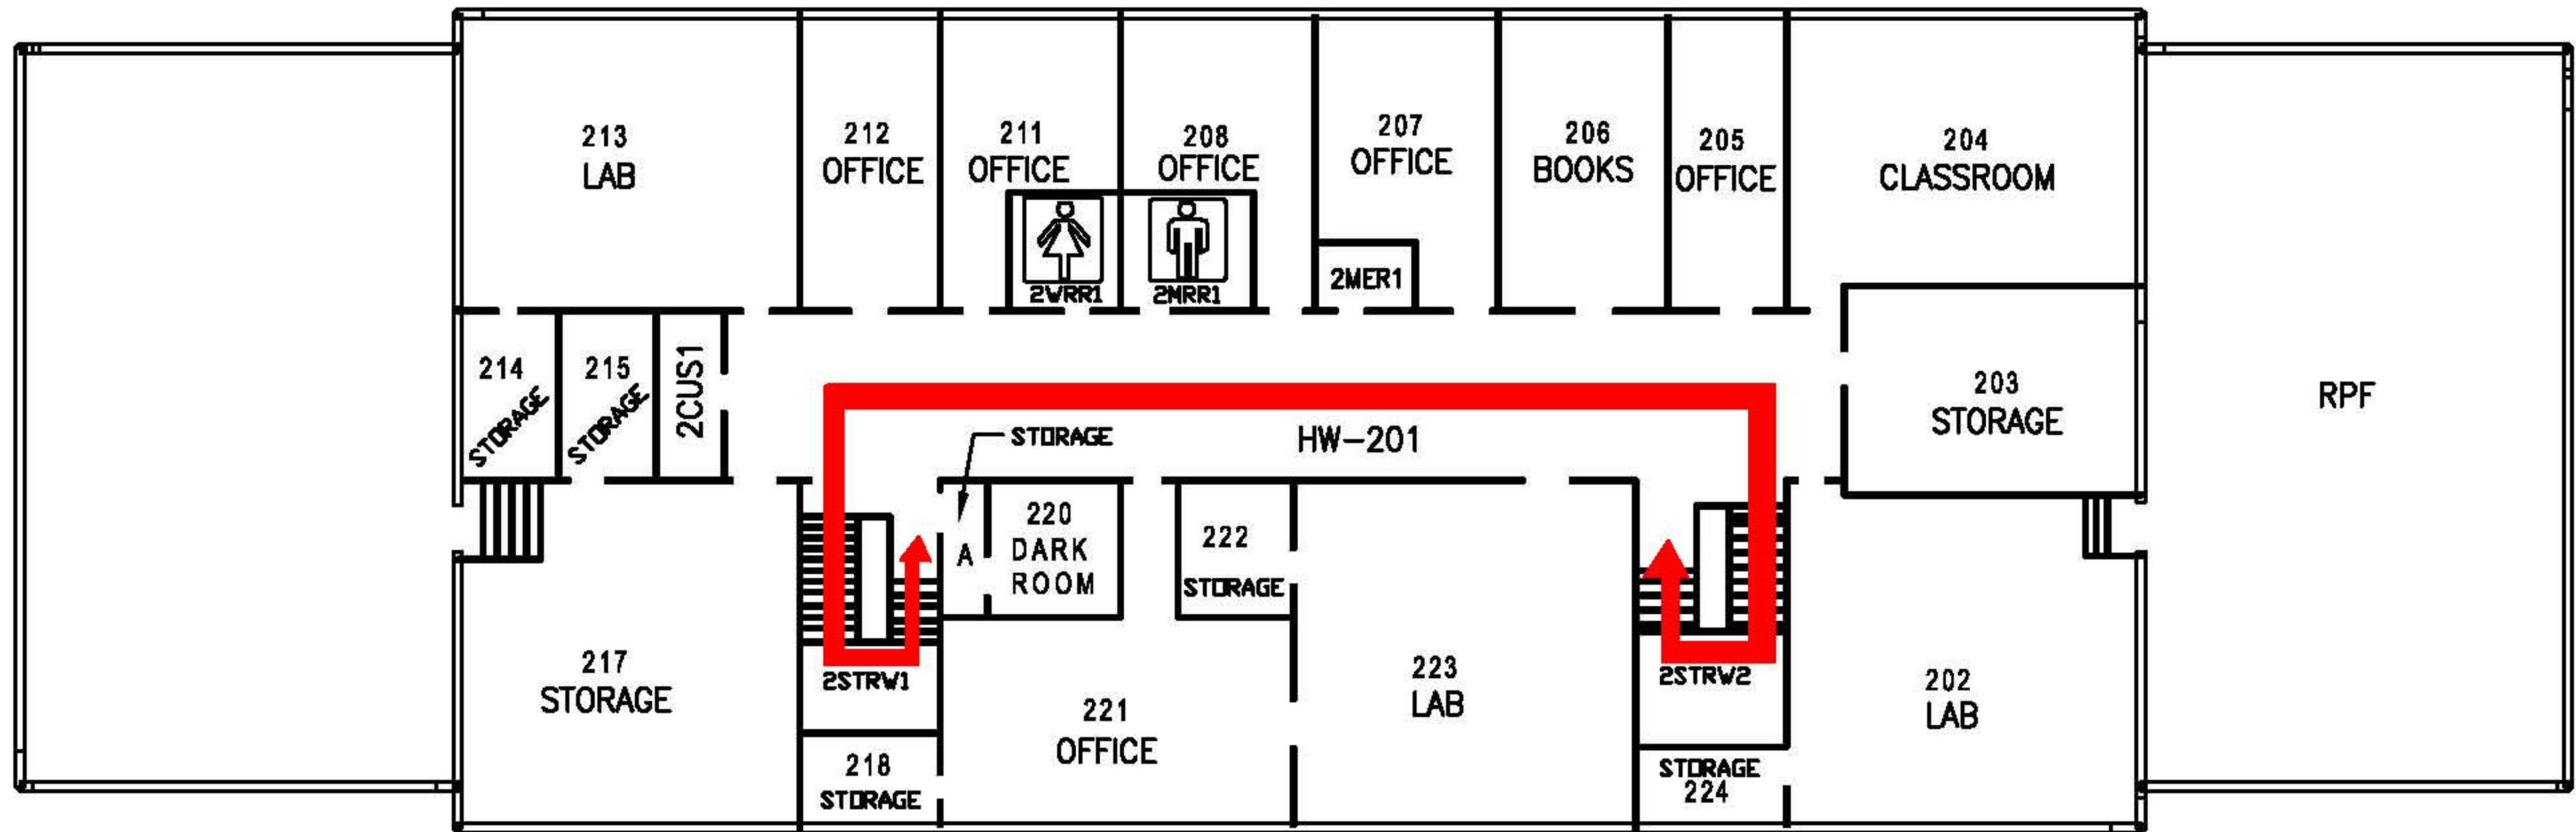 213
LAB
212
OFFICE
211
OFFICE
208
OFFICE
207
OFFICE
206
BOOKS
205
OFFICE
204
CLASSROOM
2WRR1
2MRR1
2MER1
214
STORAGE
215
STORAGE
2CUS1
203
STORAGE
RPF
STORAGE
HW-201
A
220
DARK
ROOM
222
STORAGE
217
STORAGE
2STRW1
221
OFFICE
223
LAB
2STRW2
202
LAB
218
STORAGE
STORAGE
224